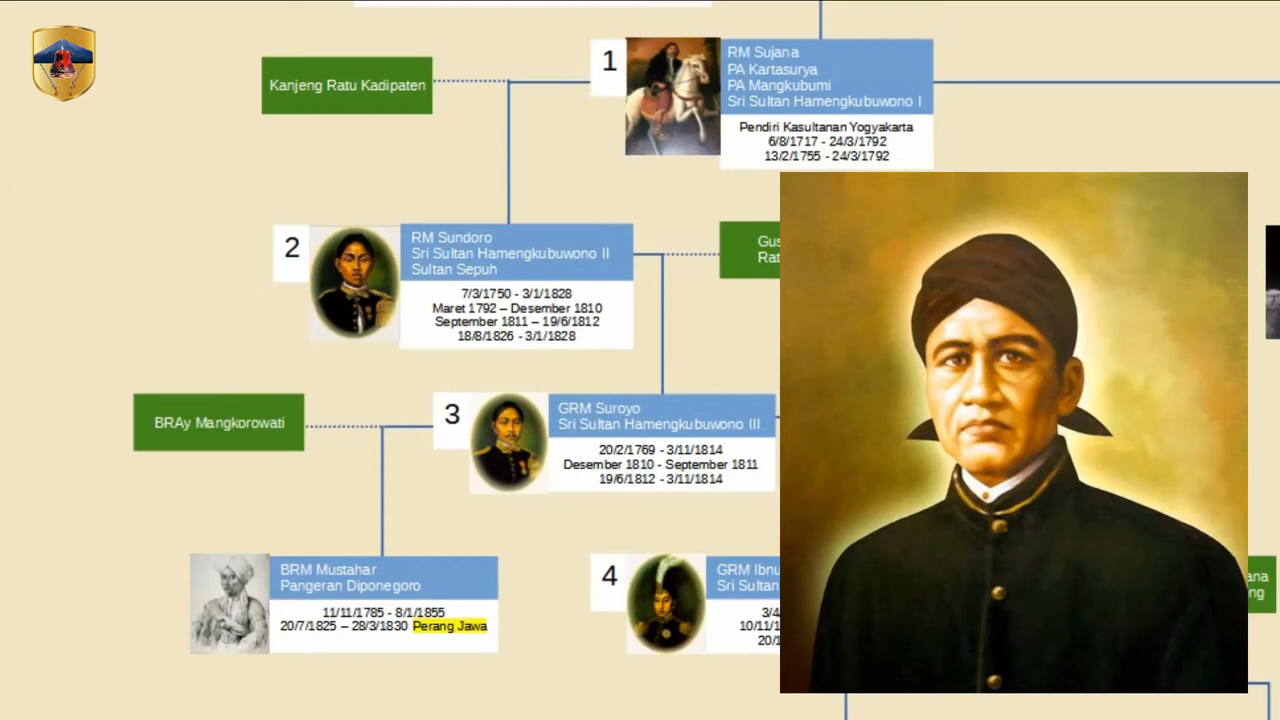 Kanjeng Ratu Kadipaten
1
RM Sujana
PA Kartasurya
PA Mangkubumi
Sri Sultan Hamengkubuwono I
Pendiri Kasultanan Yogyakarta
6/8/1717 - 24/3/1792
13/2/1755 - 24/3/1792
2
RM Sundoro
Sri Sultan Hamengkubuwono II
Sultan Sepuh
7/3/1750 - 3/1/1828
Maret 1792 – Desember 1810
September 1811 – 19/6/1812
18/8/1826 - 3/1/1828
BRAy Mangkorowati
3
GRM Suroyo
Sri Sultan Hamengkubuwono III
20/2/1769 - 3/11/1814
Desember 1810 - September 1811
19/6/1812 - 3/11/1814
BRM Mustahar
Pangeran Diponegoro
11/11/1785 - 8/1/1855
20/7/1825 – 28/3/1830 Perang Jawa
4
GRM Ibnu
Sri Sultan